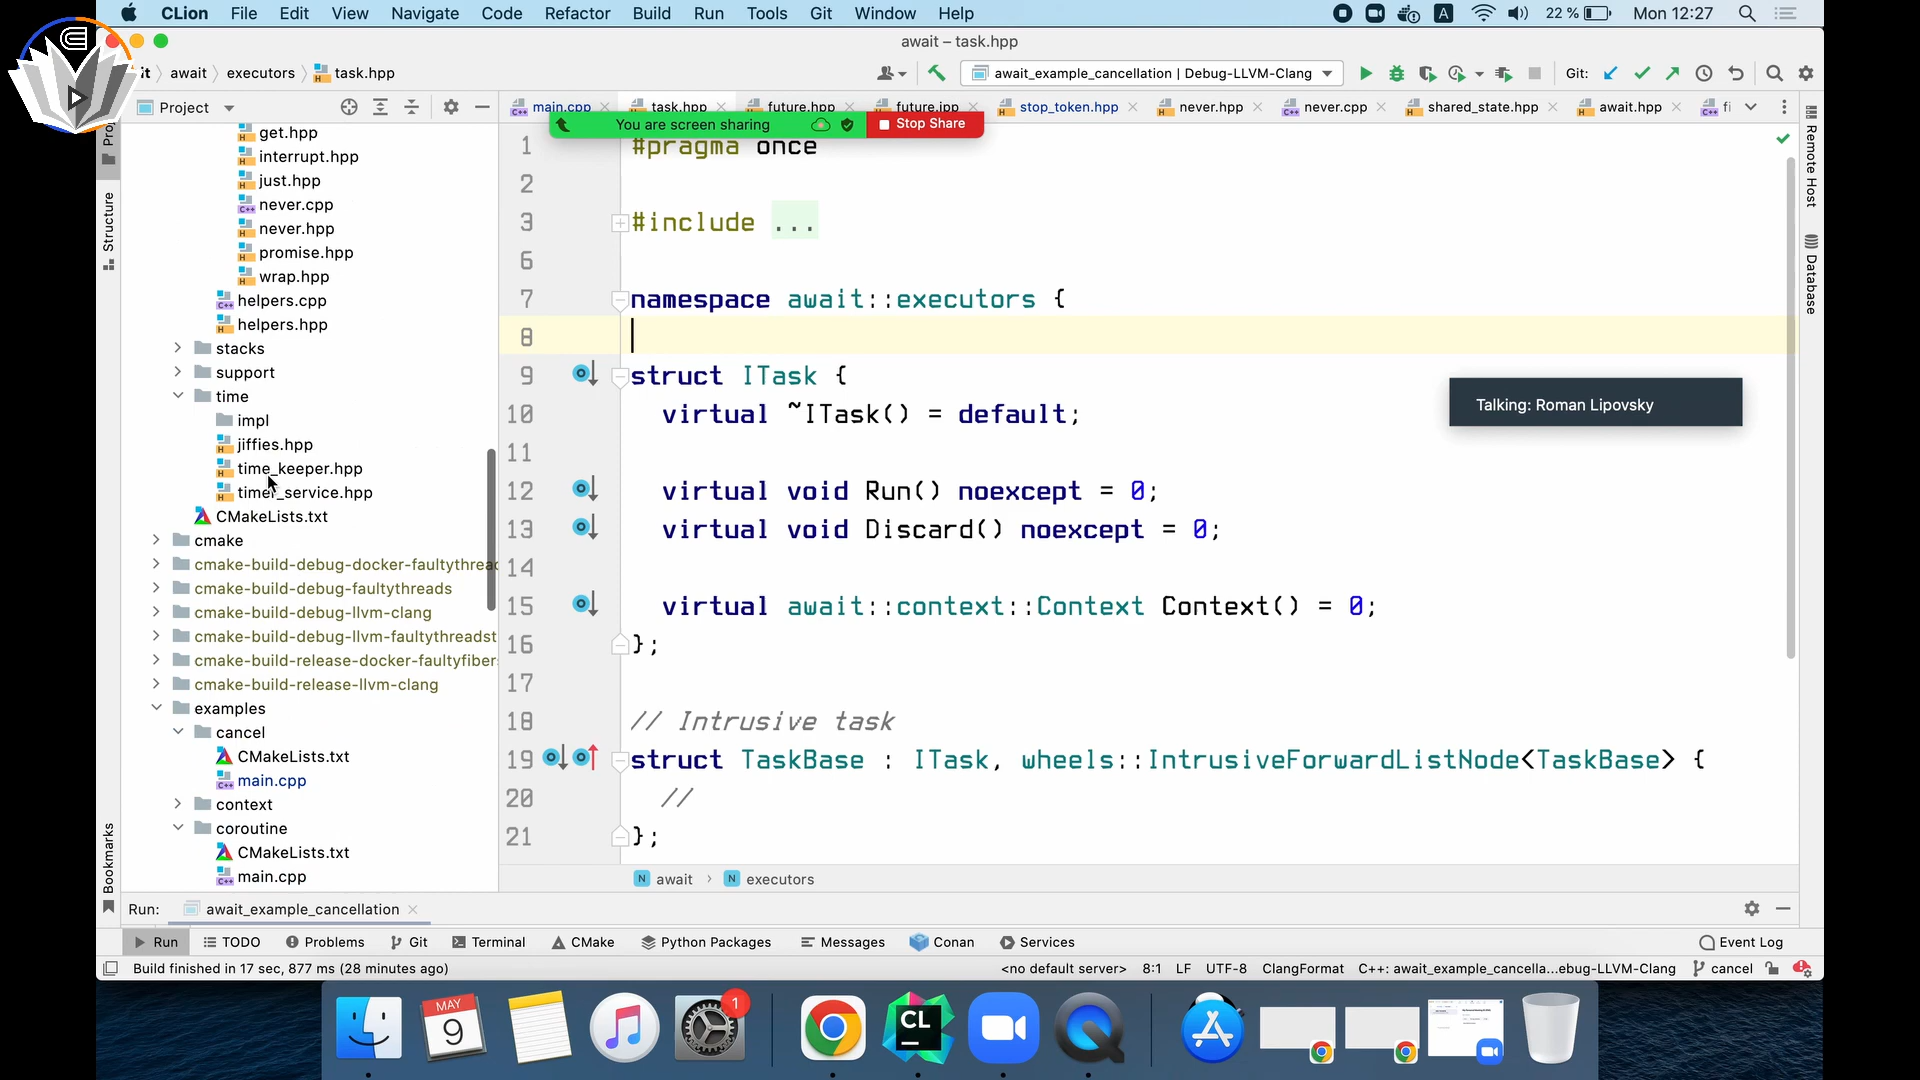 CLion File Edit View Navigate Code Refactor Build Run Tools Git Window Help
A 22 % Mon 12:27
await – task.hpp
it await executors task.hpp
await_example_cancellation | Debug-LLVM-Clang
Git:
Project
main.cpp task.hpp future.hpp future.ipp stop_token.hpp never.hpp never.cpp shared_state.hpp await.hpp fi
You are screen sharing
Stop Share
Structure
Bookmarks
Remote Host
Database
get.hpp
interrupt.hpp
just.hpp
never.cpp
never.hpp
promise.hpp
wrap.hpp
helpers.cpp
helpers.hpp
stacks
support
time
impl
jiffies.hpp
time_keeper.hpp
timer_service.hpp
CMakeLists.txt
cmake
cmake-build-debug-docker-faultythreac
cmake-build-debug-faultythreads
cmake-build-debug-llvm-clang
cmake-build-debug-llvm-faultythreadst
cmake-build-release-docker-faultyfiber
cmake-build-release-llvm-clang
examples
cancel
CMakeLists.txt
main.cpp
context
coroutine
CMakeLists.txt
main.cpp
1 #pragma once
2
3 #include ...
6
7 namespace await::executors {
8
9 struct ITask {
10 virtual ~ITask() = default;
11
12 virtual void Run() noexcept = 0;
13 virtual void Discard() noexcept = 0;
14
15 virtual await::context::Context Context() = 0;
16 };
17
18 // Intrusive task
19 struct TaskBase : ITask, wheels::IntrusiveForwardListNode<TaskBase> {
20 //
21 };
Talking: Roman Lipovsky
N await N executors
Run: await_example_cancellation
Run TODO Problems Git Terminal CMake Python Packages Messages Conan Services Event Log
Build finished in 17 sec, 877 ms (28 minutes ago)
<no default server> 8:1 LF UTF-8 ClangFormat C++: await_example_cancella...ebug-LLVM-Clang cancel
MAY
9
1
CL